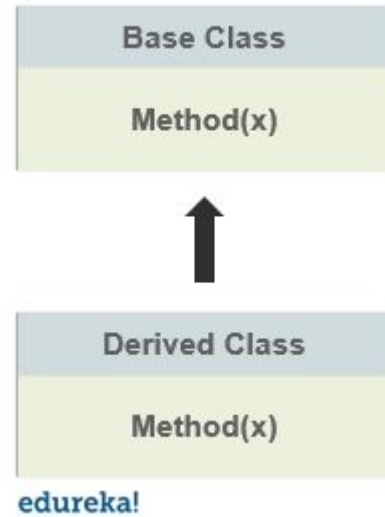 Base Class
Method(x)
Derived Class
Method(x)
edureka!